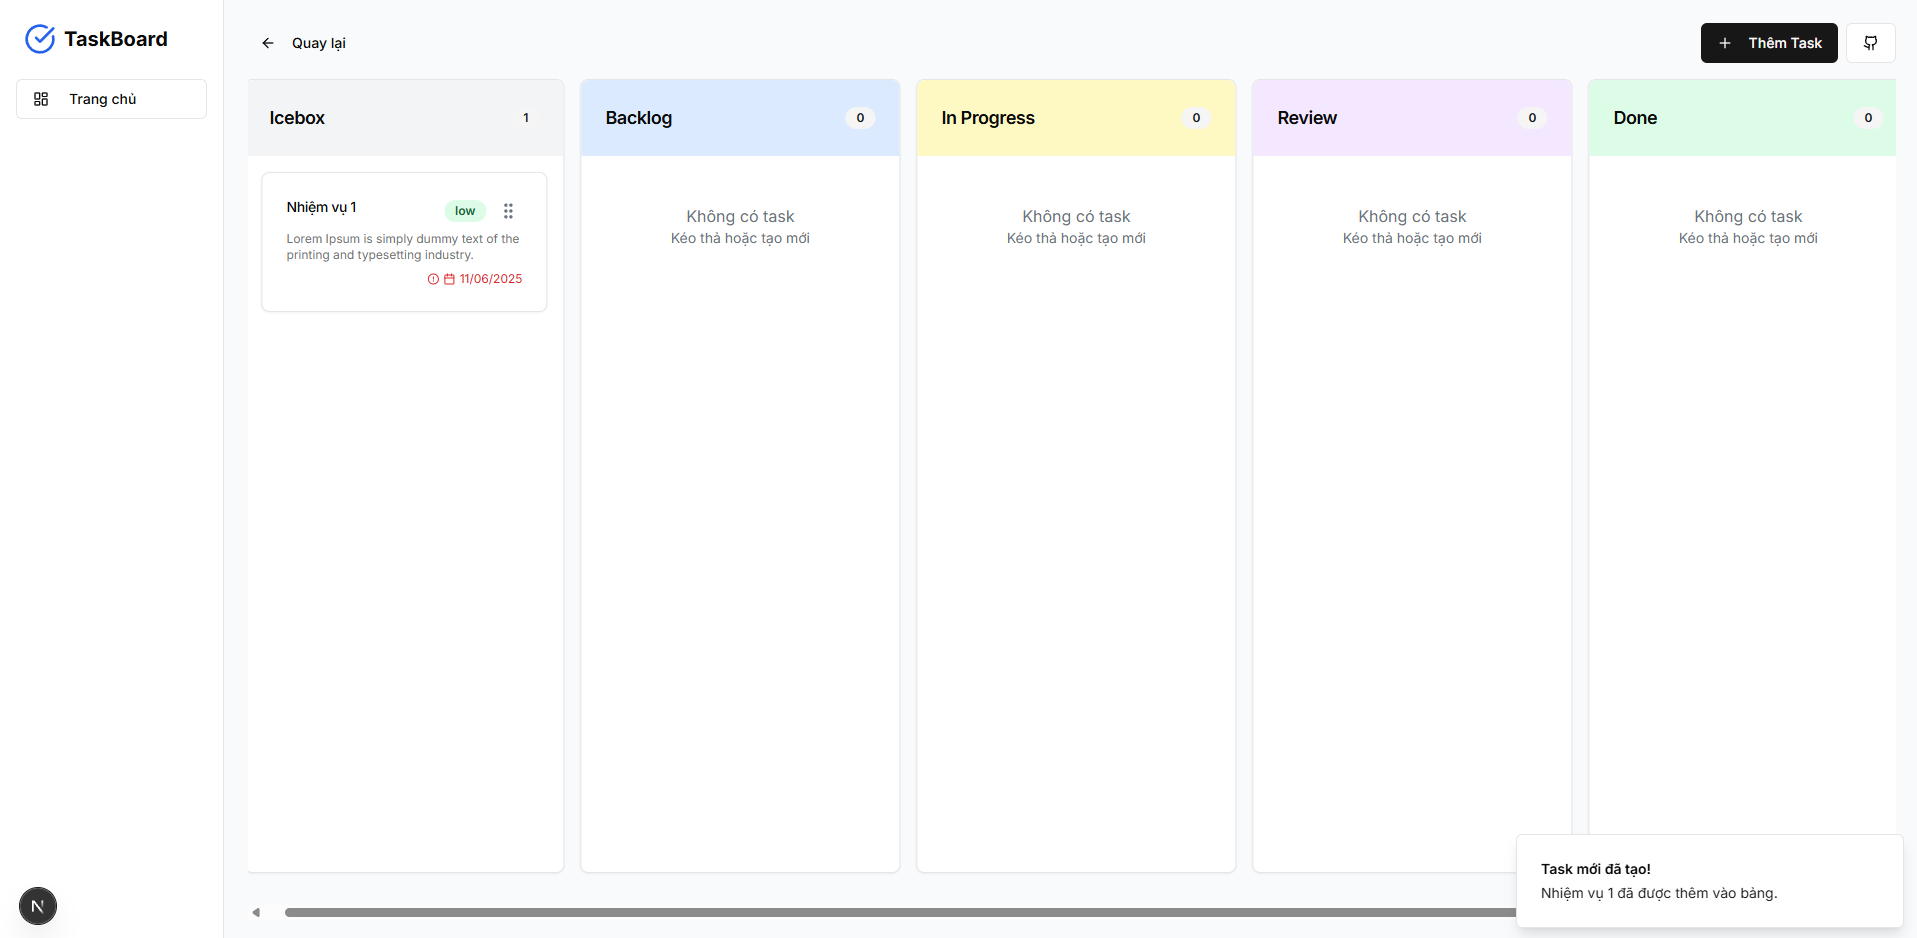 TaskBoard
Trang chủ
Quay lại
Thêm Task
Icebox
1
Nhiệm vụ 1
low
Lorem Ipsum is simply dummy text of the
printing and typesetting industry.
11/06/2025
Backlog
0
Không có task
Kéo thả hoặc tạo mới
In Progress
0
Không có task
Kéo thả hoặc tạo mới
Review
0
Không có task
Kéo thả hoặc tạo mới
Done
0
Không có task
Kéo thả hoặc tạo mới
Task mới đã tạo!
Nhiệm vụ 1 đã được thêm vào bảng.
N